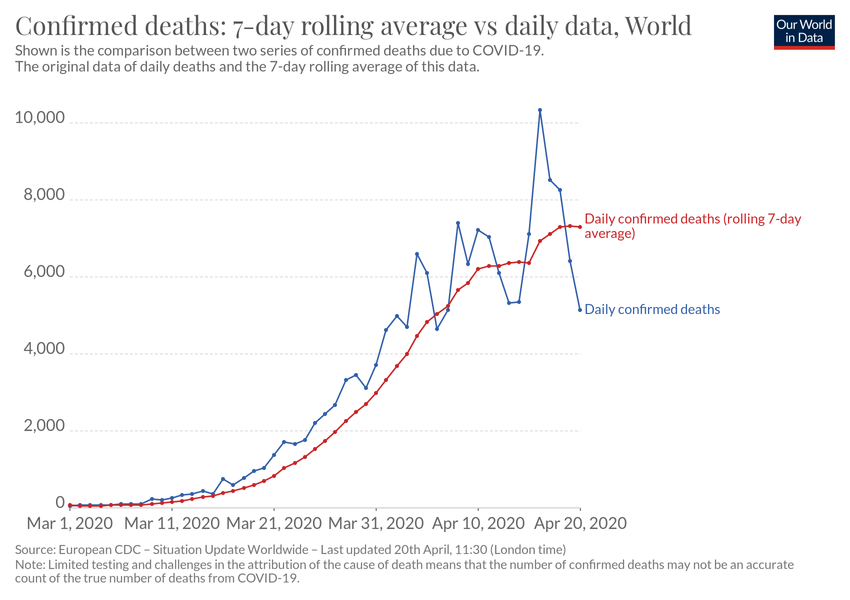 Confirmed deaths: 7-day rolling average vs daily data, World
Our World
in Data
Shown is the comparison between two series of confirmed deaths due to COVID-19.
The original data of daily deaths and the 7-day rolling average of this data.
10,000
8,000
6,000
4,000
2,000
0
Daily confirmed deaths (rolling 7-day
average)
Daily confirmed deaths
Mar 1, 2020 Mar 11, 2020 Mar 21, 2020 Mar 31, 2020 Apr 10, 2020 Apr 20, 2020
Source: European CDC – Situation Update Worldwide – Last updated 20th April, 11:30 (London time)
Note: Limited testing and challenges in the attribution of the cause of death means that the number of confirmed deaths may not be an accurate
count of the true number of deaths from COVID-19.